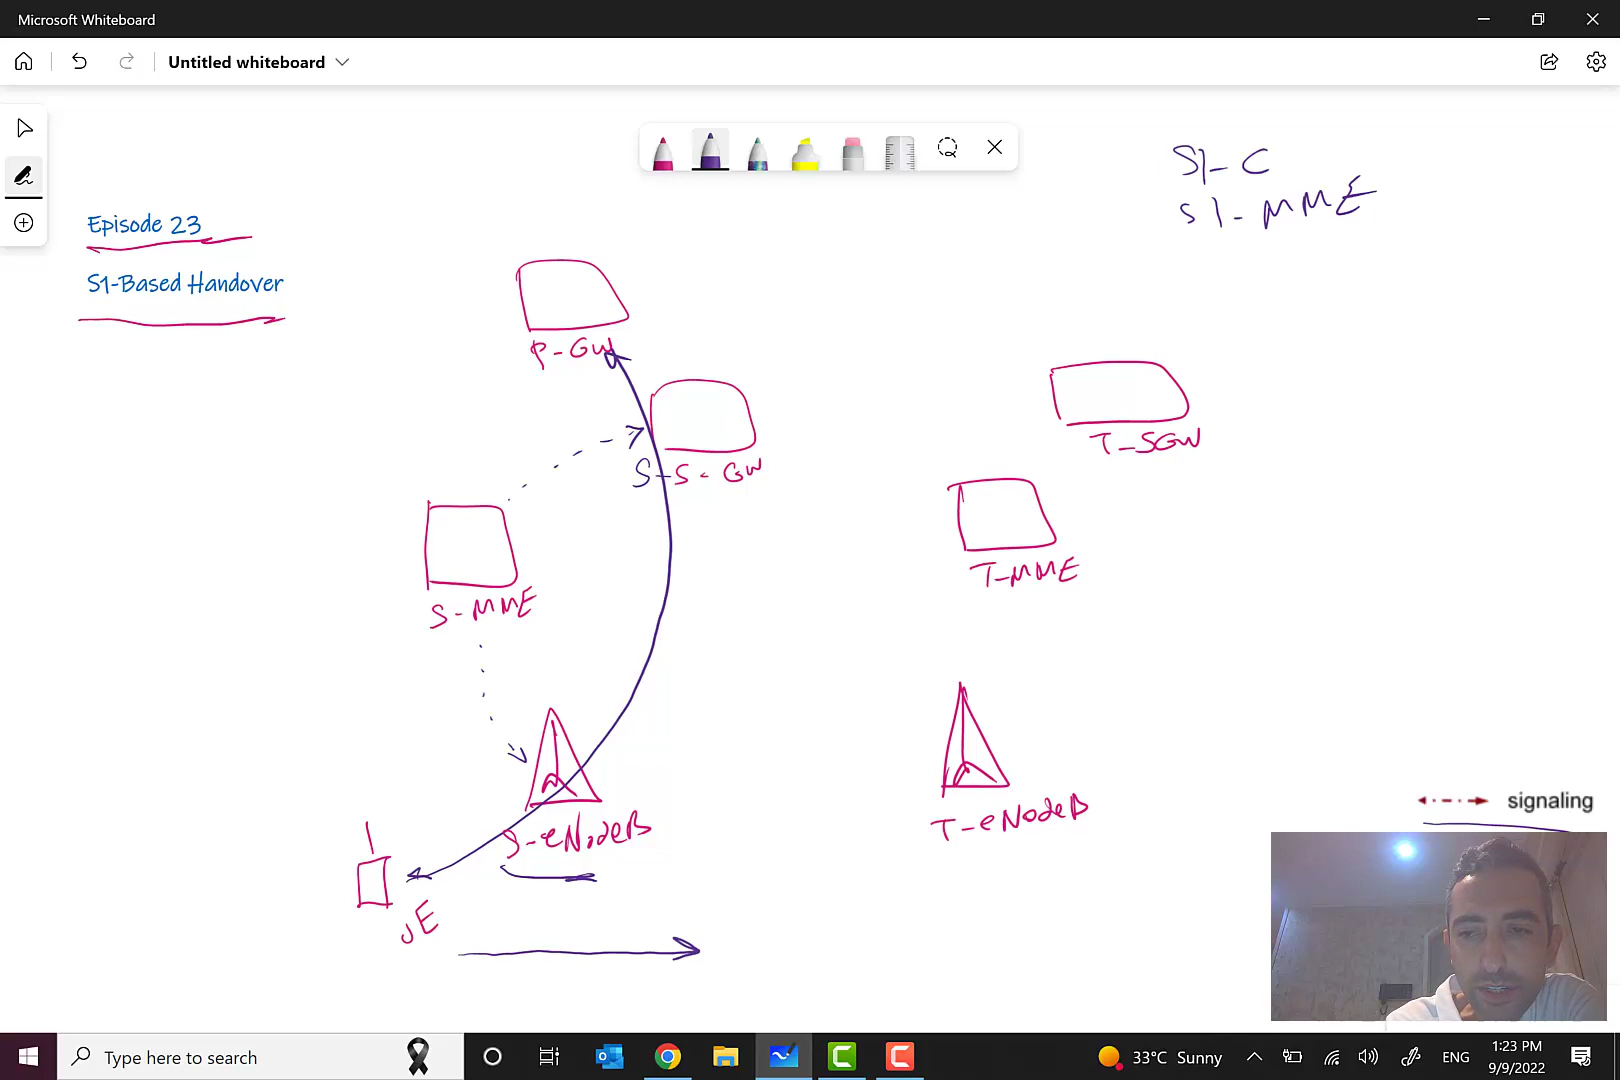 Microsoft Whiteboard
Untitled whiteboard
S1-C
S1-MME
Episode 23
S1-Based Handover
P-GW
S-S-GW
T-SGW
S-MME
T-MME
S-eNodeB
T-eNodeB
UE
signaling
Type here to search
33°C Sunny
ENG
1:23 PM
9/9/2022